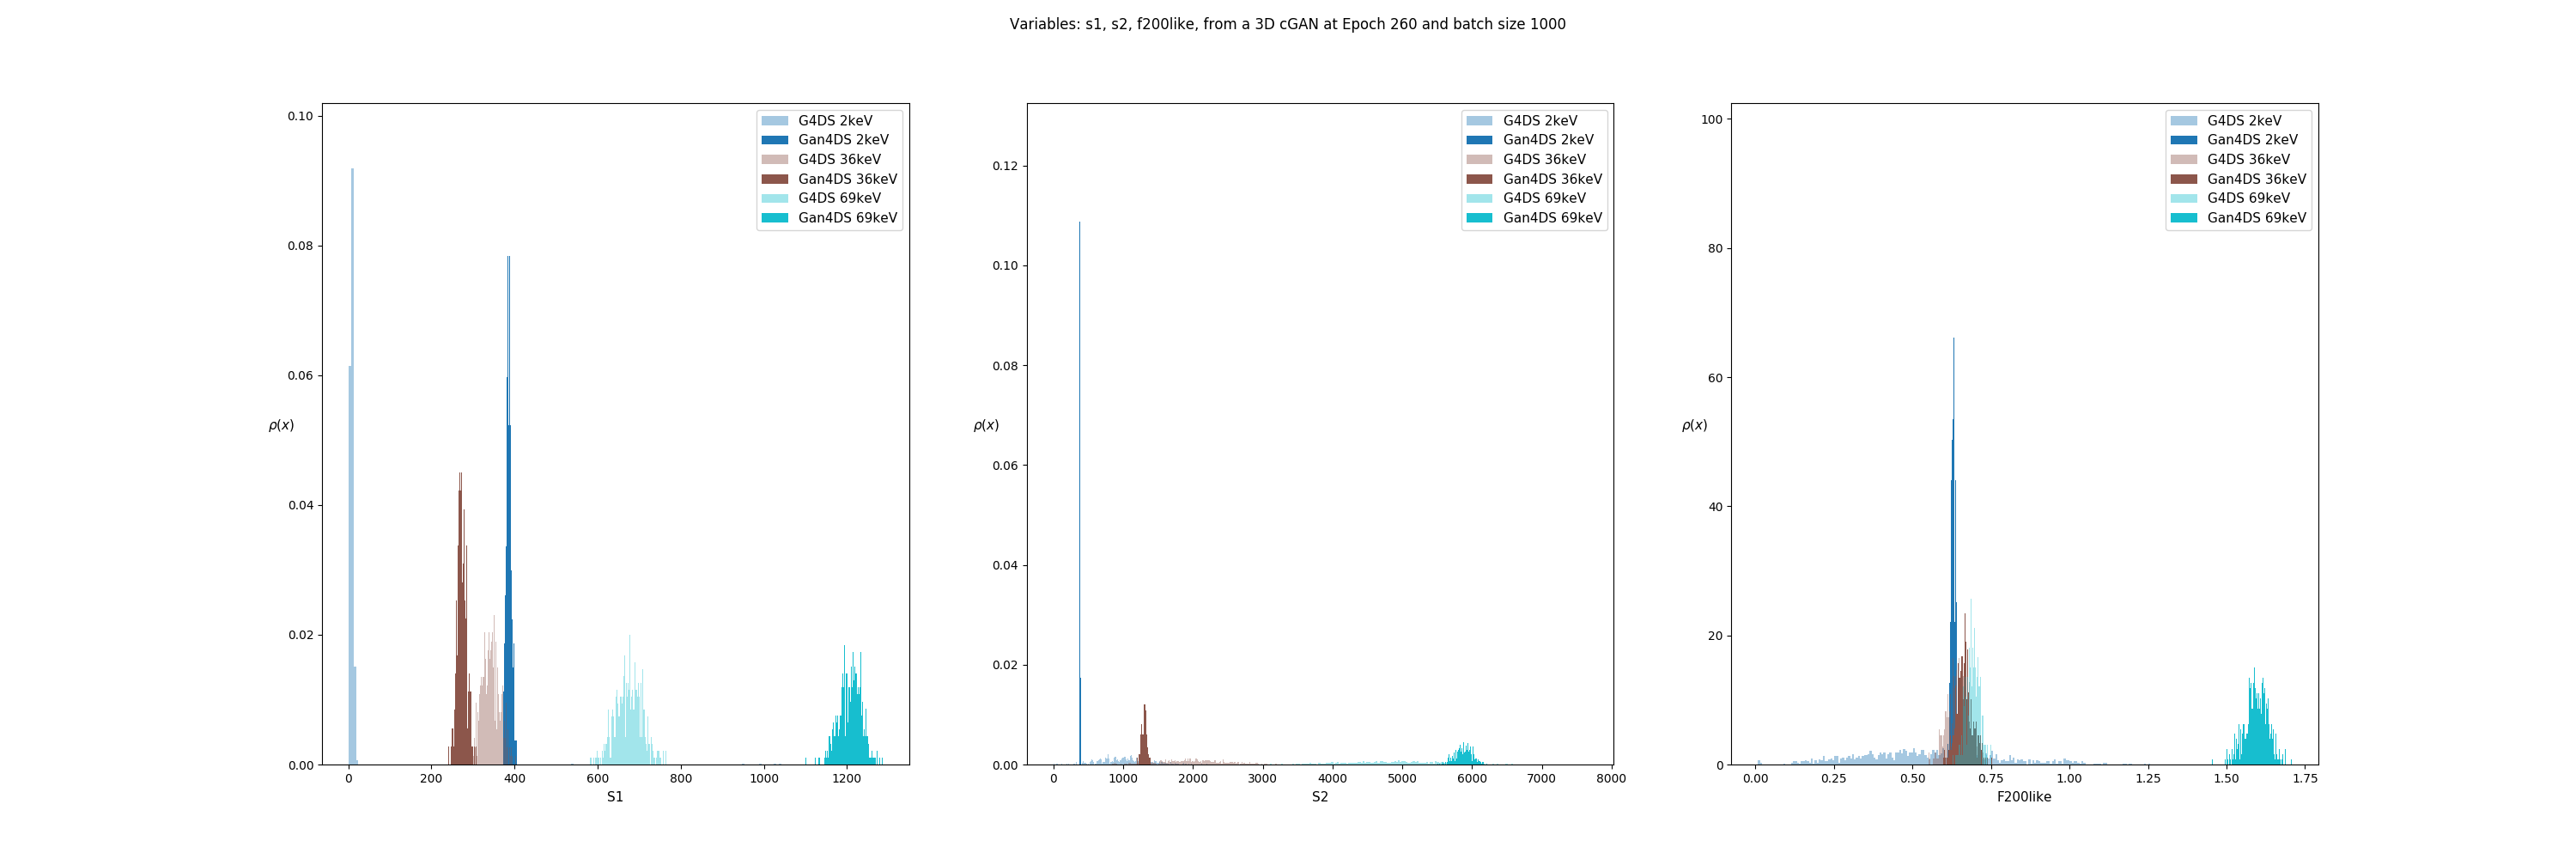 Variables: s1, s2, f200like, from a 3D cGAN at Epoch 260 and batch size 1000
0.10
0.08
0.06
0.04
0.02
0.00
ρ(x)
0 200 400 600 800 1000 1200
S1
G4DS 2keV
Gan4DS 2keV
G4DS 36keV
Gan4DS 36keV
G4DS 69keV
Gan4DS 69keV
0.12
0.10
0.08
0.06
0.04
0.02
0.00
ρ(x)
0 1000 2000 3000 4000 5000 6000 7000 8000
S2
G4DS 2keV
Gan4DS 2keV
G4DS 36keV
Gan4DS 36keV
G4DS 69keV
Gan4DS 69keV
100
80
60
40
20
0
ρ(x)
0.00 0.25 0.50 0.75 1.00 1.25 1.50 1.75
F200like
G4DS 2keV
Gan4DS 2keV
G4DS 36keV
Gan4DS 36keV
G4DS 69keV
Gan4DS 69keV